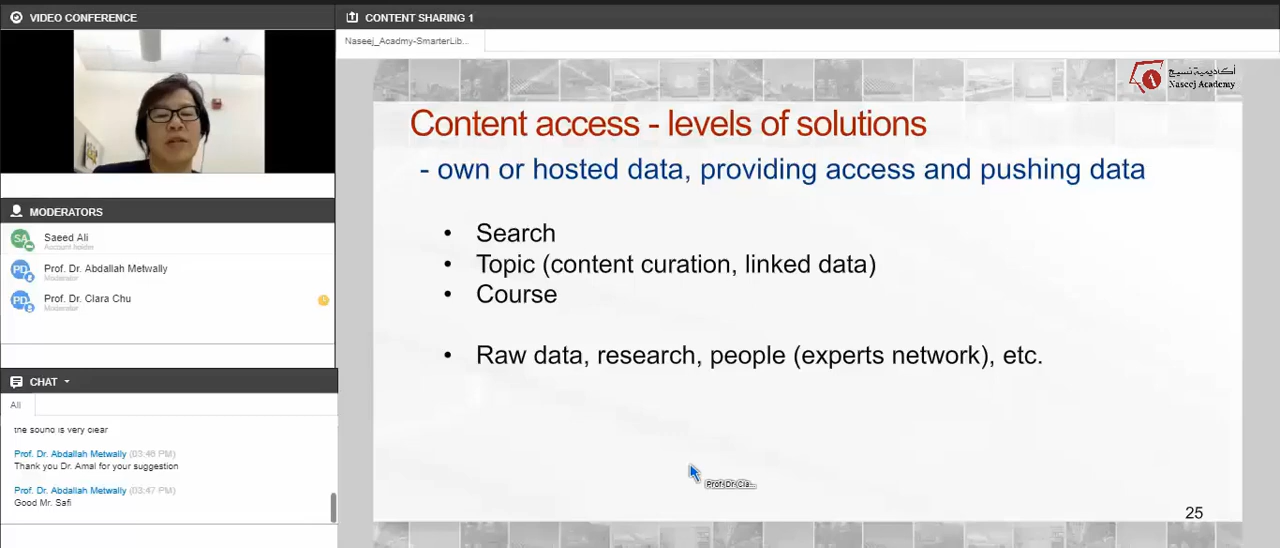 VIDEO CONFERENCE
MODERATORS
SA
Saeed Ali
PD
Prof. Dr. Abdallah Metwally
Moderator
PD
Prof. Dr. Clara Chu
Moderator
CHAT
All
the sound is very clear
Prof. Dr. Abdallah Metwally (03:46 PM)
Thank you Dr. Amal for your suggestion
Prof. Dr. Abdallah Metwally (03:47 PM)
Good Mr. Safi
CONTENT SHARING 1
Naseej_Acadmy-SmarterLib...
أكاديمية نسيج
Naseej Academy
Content access - levels of solutions
- own or hosted data, providing access and pushing data
• Search
• Topic (content curation, linked data)
• Course
• Raw data, research, people (experts network), etc.
Prof. Dr. Cla...
25